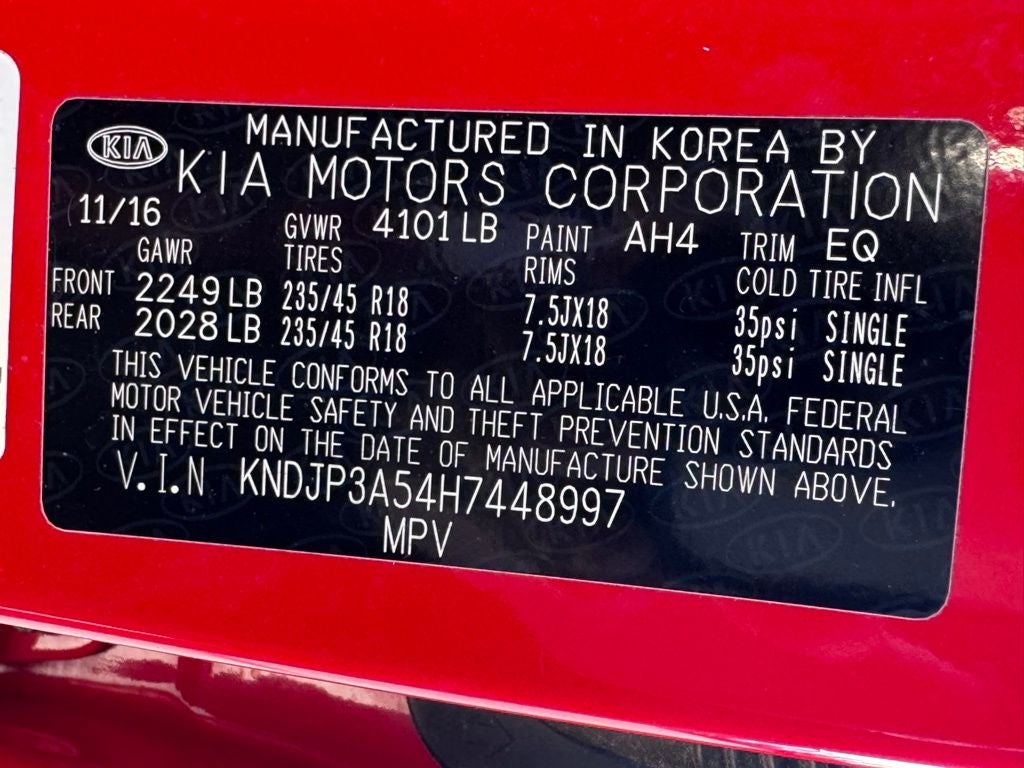 KIA MANUFACTURED IN KOREA BY
KIA MOTORS CORPORATION
11/16 GVWR 4101 LB PAINT AH4 TRIM EQ
GAWR TIRES RIMS COLD TIRE INFL
FRONT 2249 LB 235/45 R18 7.5JX18 35psi SINGLE
REAR 2028 LB 235/45 R18 7.5JX18 35psi SINGLE
THIS VEHICLE CONFORMS TO ALL APPLICABLE U.S.A. FEDERAL
MOTOR VEHICLE SAFETY AND THEFT PREVENTION STANDARDS
IN EFFECT ON THE DATE OF MANUFACTURE SHOWN ABOVE.
V.I.N KNDJP3A54H7448997
MPV